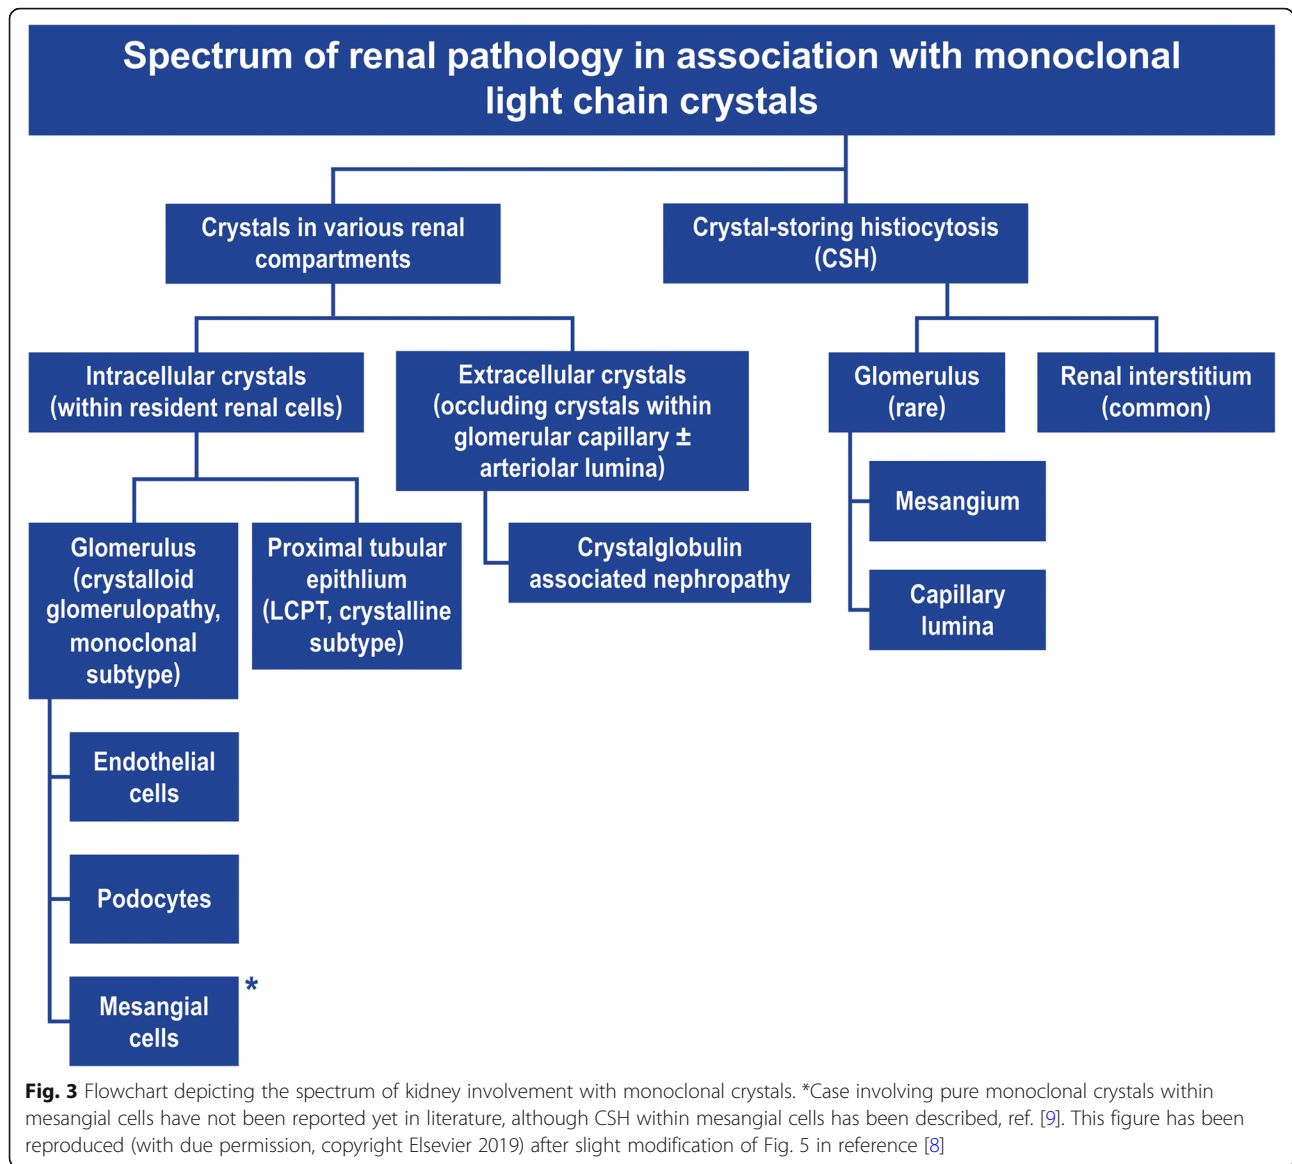 Spectrum of renal pathology in association with monoclonal
light chain crystals
Crystals in various renal
compartments
Crystal-storing histiocytosis
(CSH)
Intracellular crystals
(within resident renal cells)
Extracellular crystals
(occluding crystals within
glomerular capillary ±
arteriolar lumina)
Glomerulus
(rare)
Renal interstitium
(common)
Mesangium
Capillary
lumina
Glomerulus
(crystalloid
glomerulopathy,
monoclonal
subtype)
Proximal tubular
epithlium
(LCPT, crystalline
subtype)
Crystalglobulin
associated nephropathy
Endothelial
cells
Podocytes
Mesangial
cells
*
Fig. 3 Flowchart depicting the spectrum of kidney involvement with monoclonal crystals. *Case involving pure monoclonal crystals within
mesangial cells have not been reported yet in literature, although CSH within mesangial cells has been described, ref. [9]. This figure has been
reproduced (with due permission, copyright Elsevier 2019) after slight modification of Fig. 5 in reference [8]